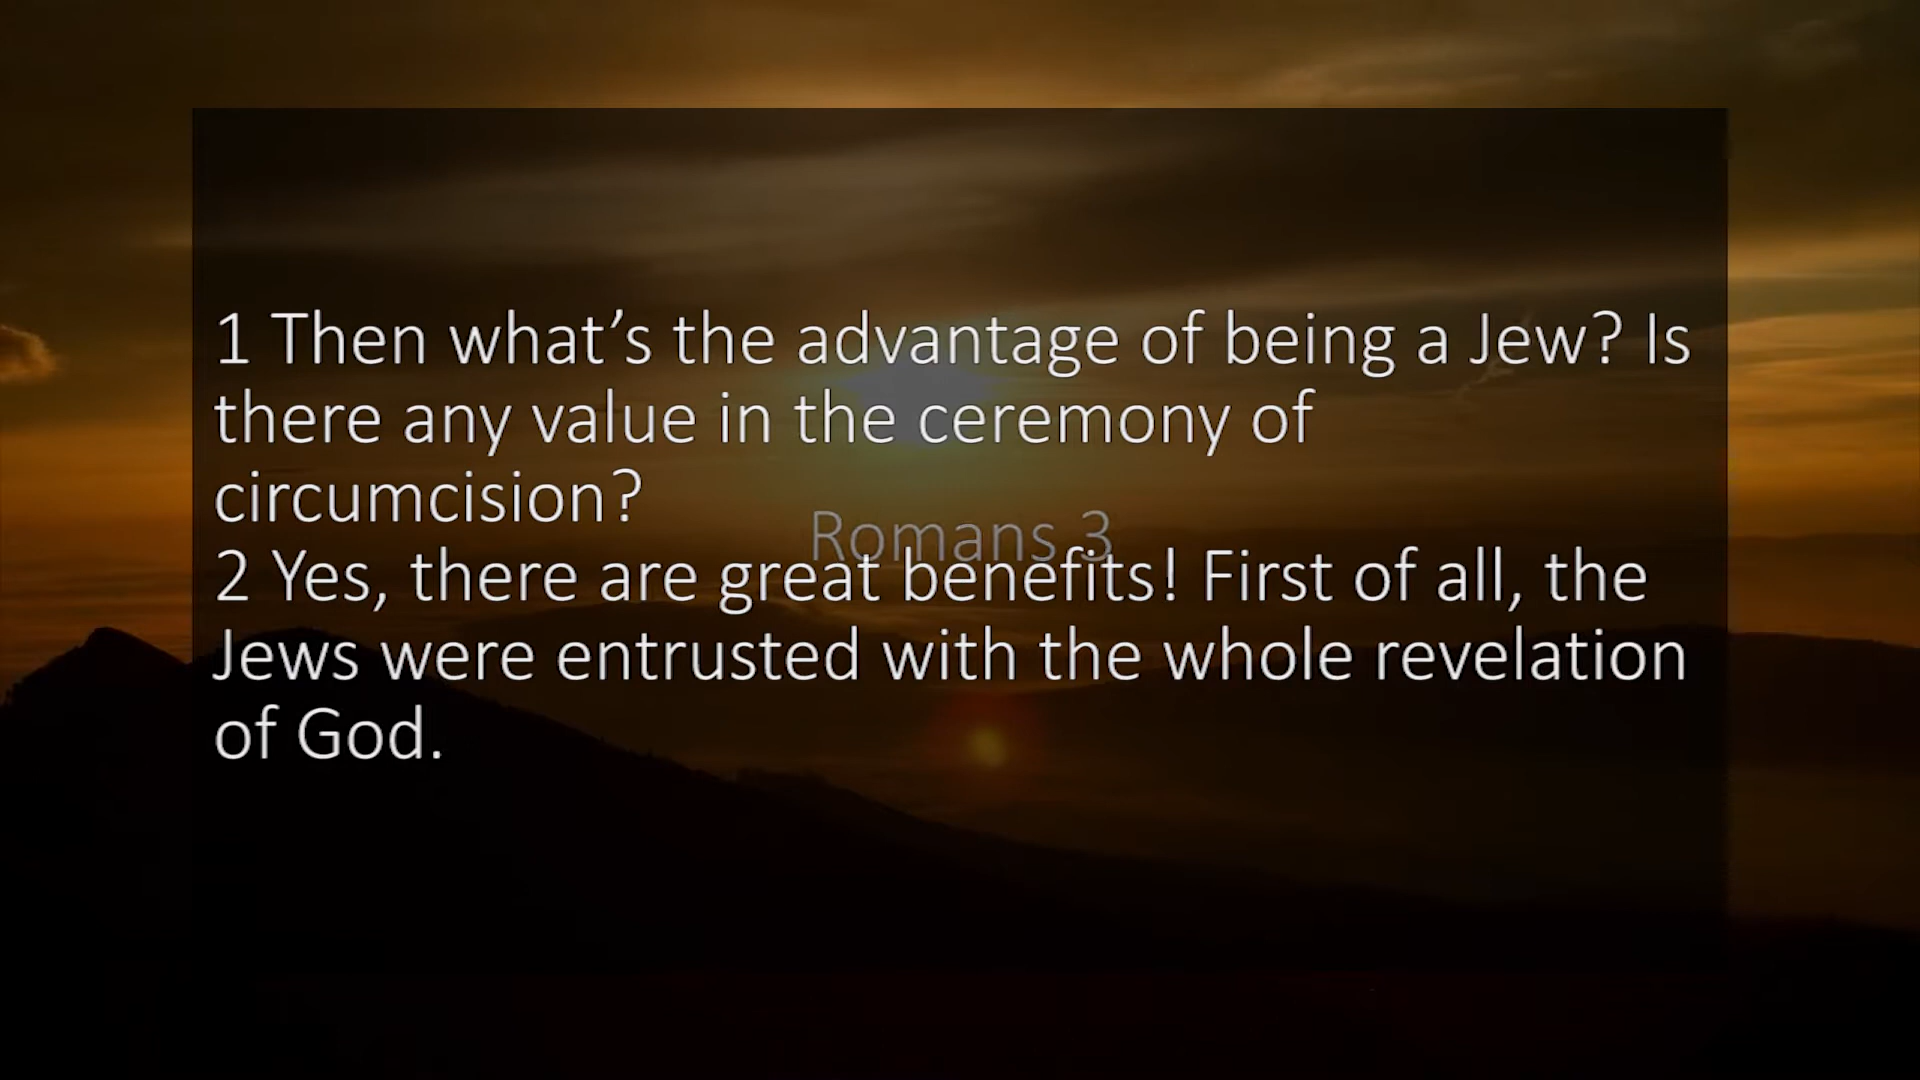 1 Then what’s the advantage of being a Jew? Is
there any value in the ceremony of
circumcision?
Romans 3
2 Yes, there are great benefits! First of all, the
Jews were entrusted with the whole revelation
of God.